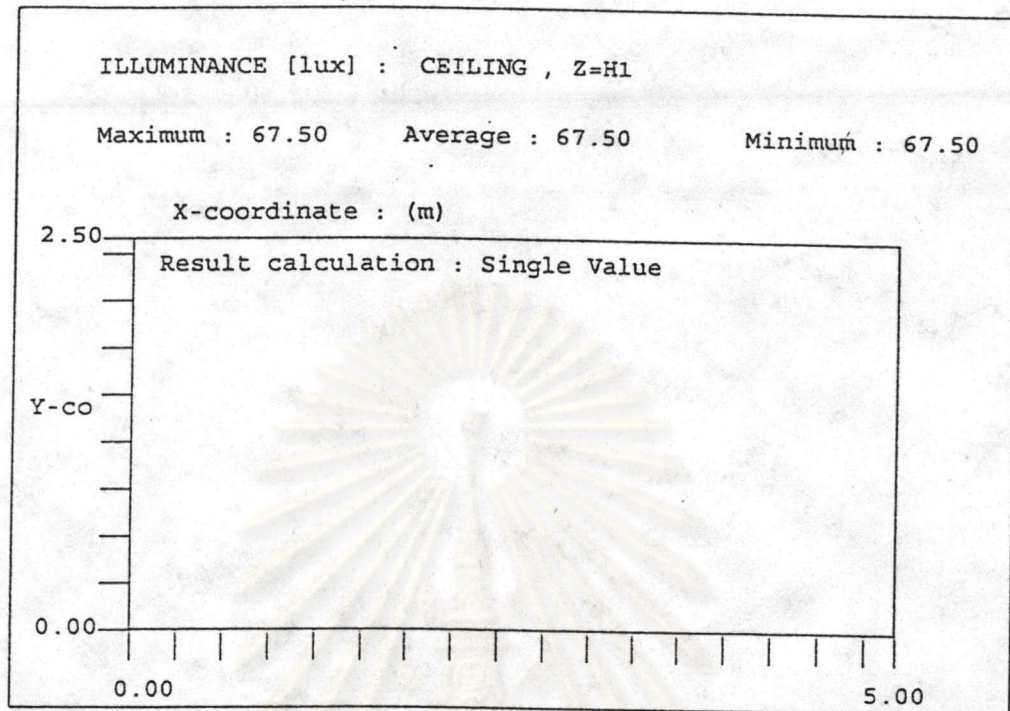 ILLUMINANCE [lux] : CEILING , Z=H1
Maximum : 67.50 Average : 67.50 Minimum : 67.50
X-coordinate : (m)
2.50
Result calculation : Single Value
Y-co
0.00
0.00 5.00